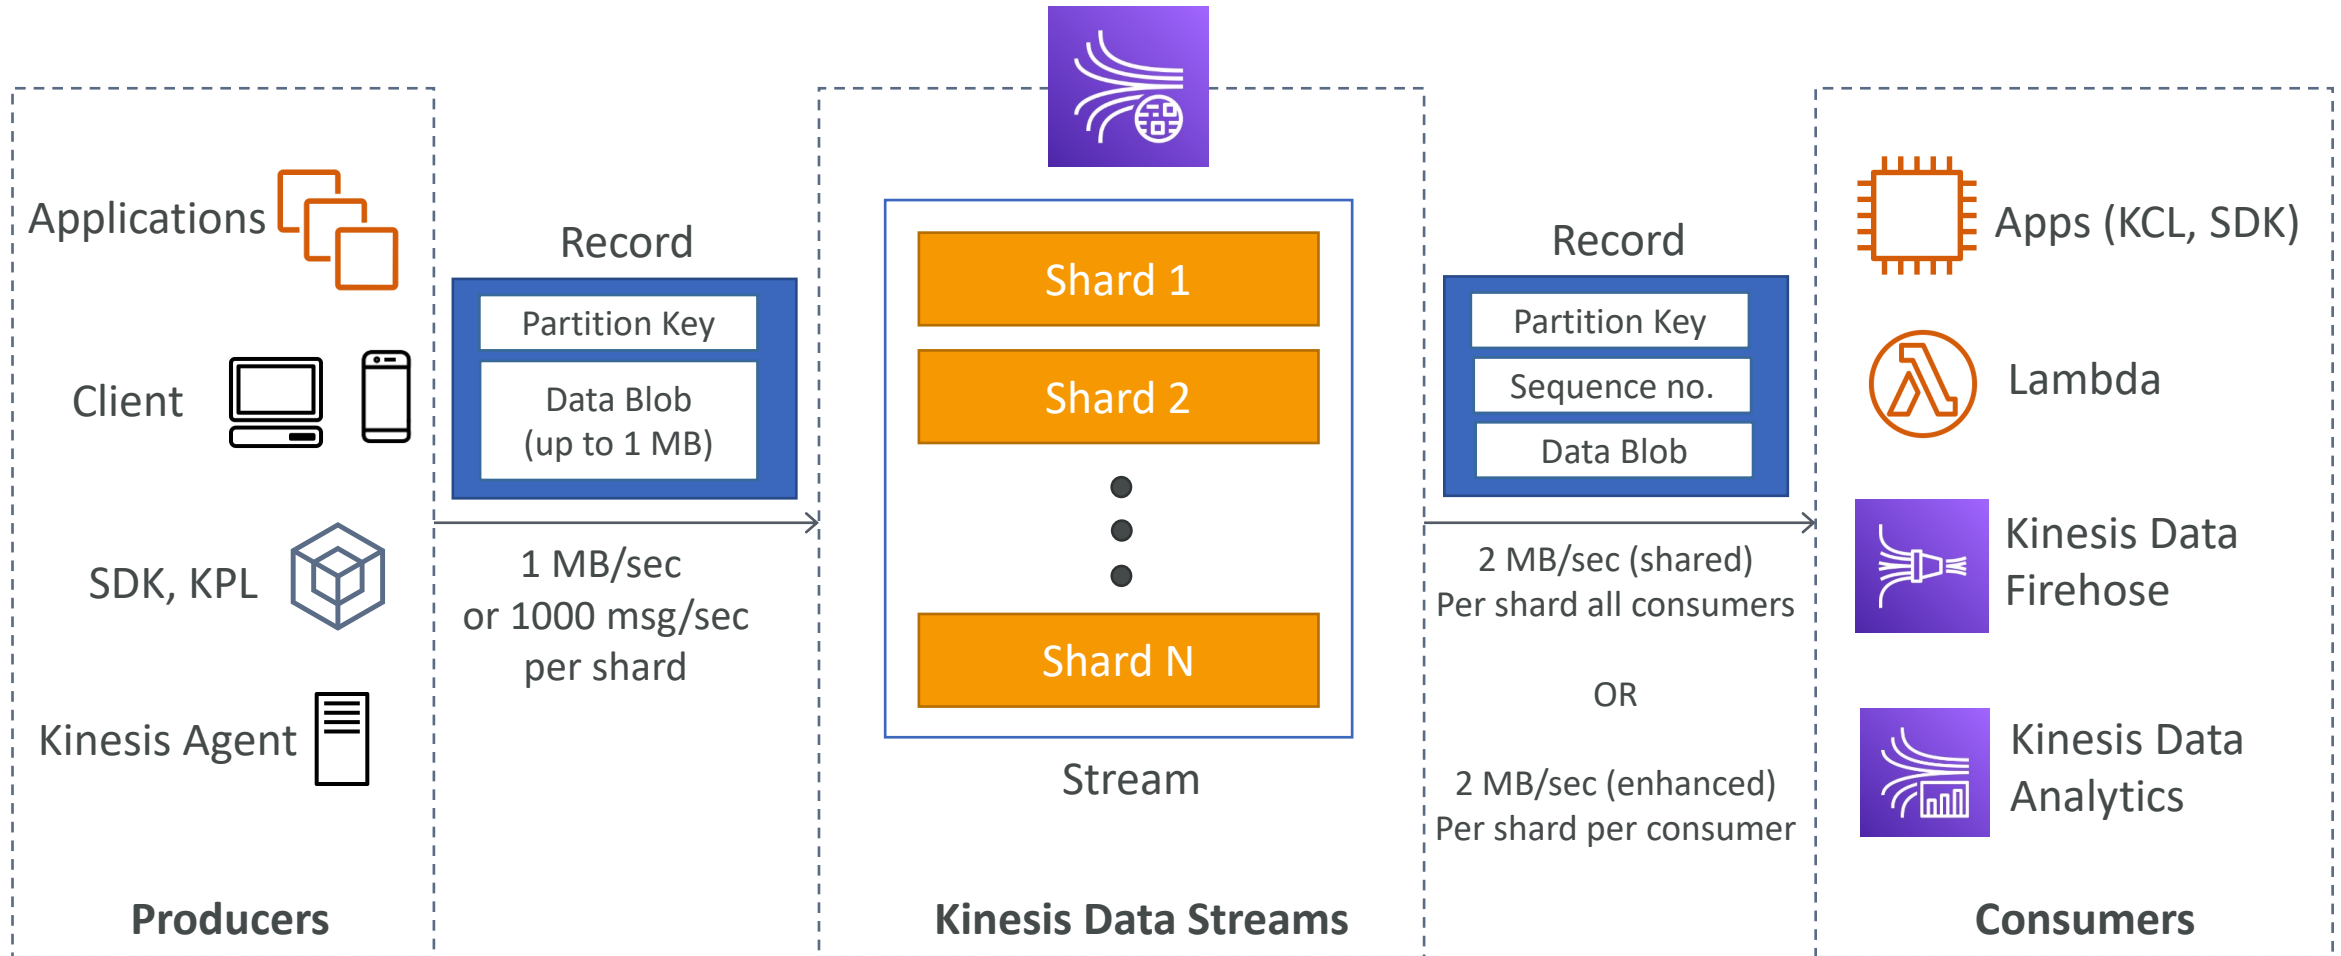 Applications
Client
SDK, KPL
Kinesis Agent
Producers
Record
Partition Key
Data Blob
(up to 1 MB)
1 MB/sec
or 1000 msg/sec
per shard
Shard 1
Shard 2
Shard N
Stream
Kinesis Data Streams
Record
Partition Key
Sequence no.
Data Blob
2 MB/sec (shared)
Per shard all consumers
OR
2 MB/sec (enhanced)
Per shard per consumer
Apps (KCL, SDK)
Lambda
Kinesis Data
Firehose
Kinesis Data
Analytics
Consumers